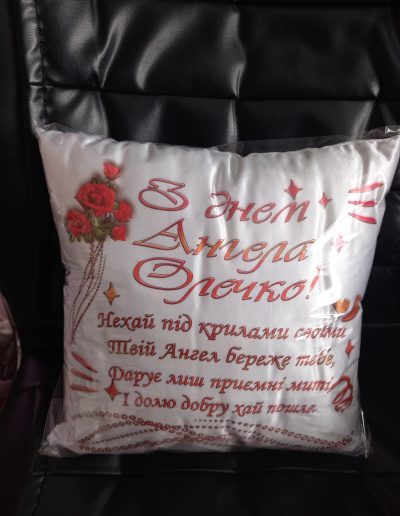 З днем
Ангела
Олечко!
Нехай під крилами своїми
Твій Ангел береже тебе,
Дарує лиш приємні миті
І долю добру хай пошле.